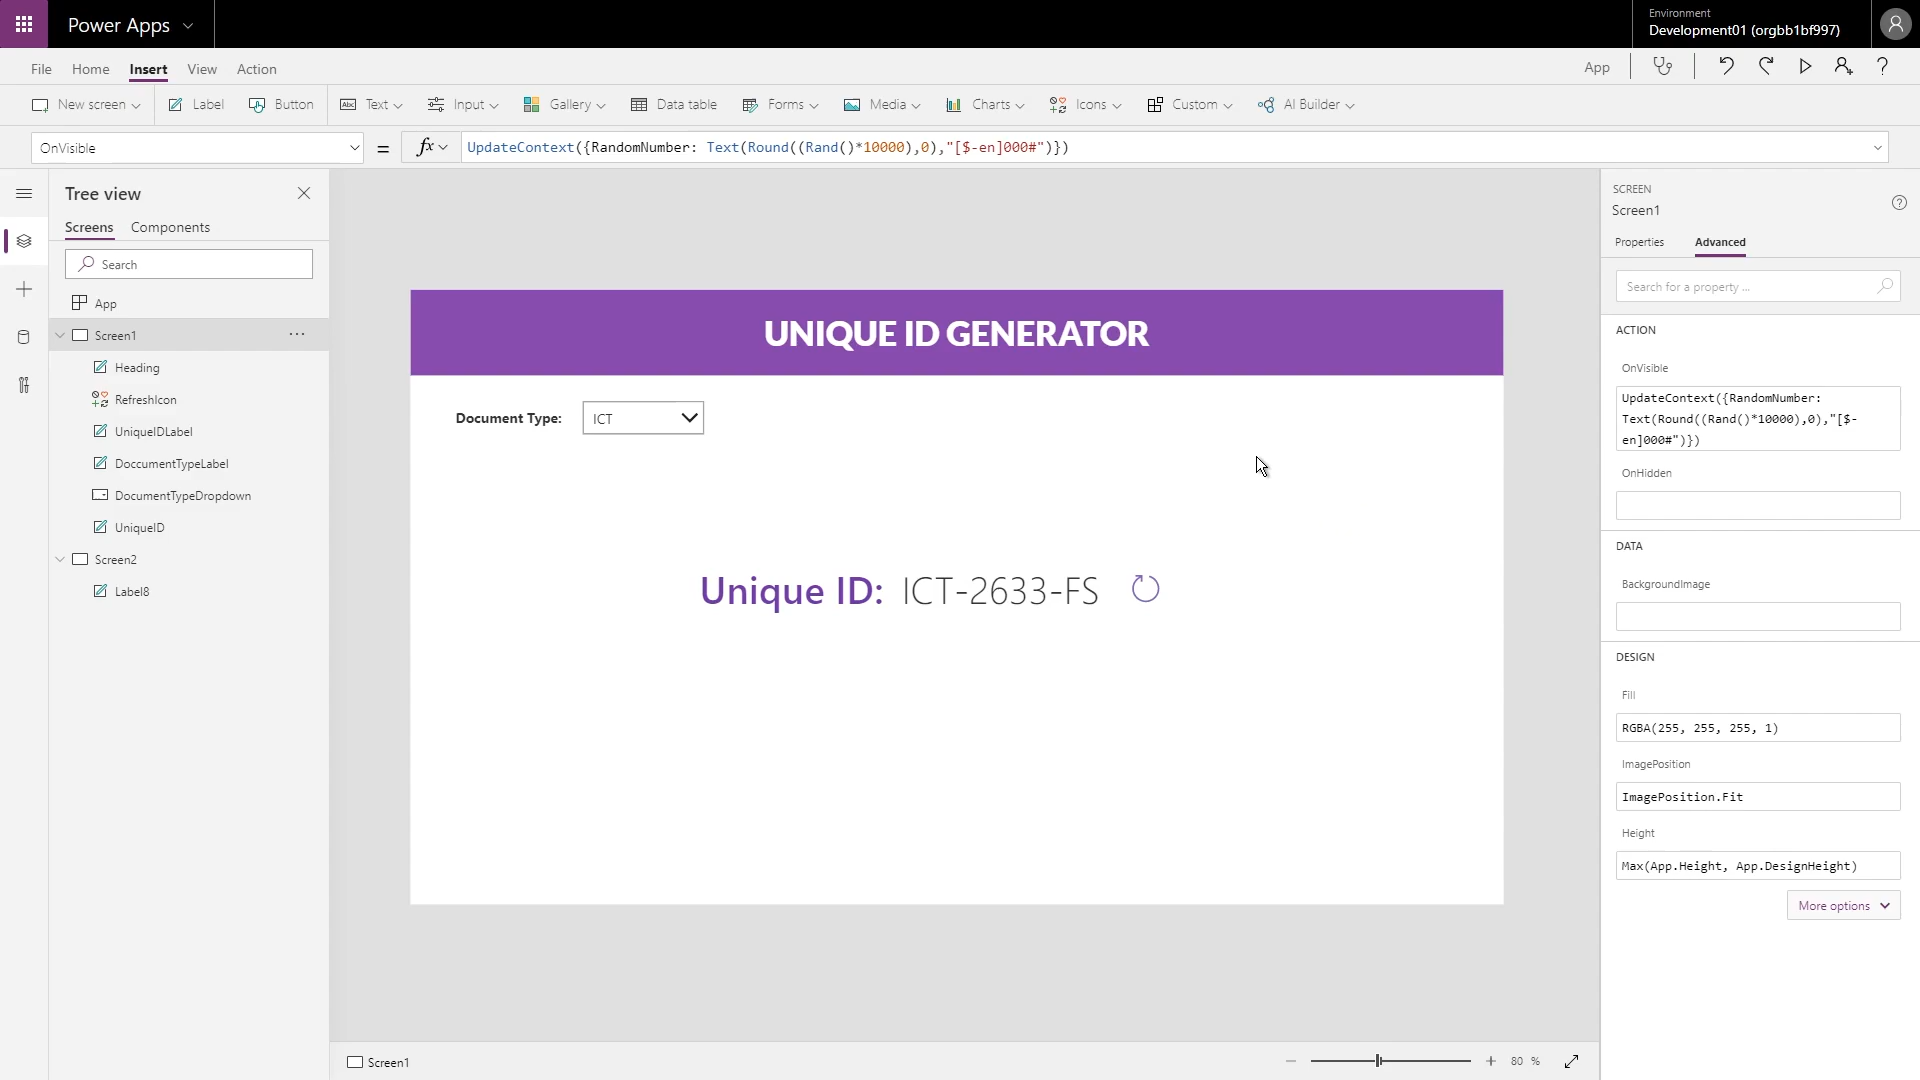 Power Apps
Environment
Development01 (orgbb1bf997)
File Home Insert View Action
App
New screen Label Button Text Input Gallery Data table Forms Media Charts Icons Custom AI Builder
OnVisible = fx UpdateContext({RandomNumber: Text(Round((Rand()*10000),0),"[$-en]000#")})
Tree view
Screens Components
Search
App
Screen1
Heading
RefreshIcon
UniqueIDLabel
DoccumentTypeLabel
DocumentTypeDropdown
UniqueID
Screen2
Label8
UNIQUE ID GENERATOR
Document Type: ICT
Unique ID: ICT-2633-FS
Screen1
80 %
SCREEN
Screen1
Properties Advanced
Search for a property ...
ACTION
OnVisible
UpdateContext({RandomNumber:
Text(Round((Rand()*10000),0),"[$-
en]000#")})
OnHidden
DATA
BackgroundImage
DESIGN
Fill
RGBA(255, 255, 255, 1)
ImagePosition
ImagePosition.Fit
Height
Max(App.Height, App.DesignHeight)
More options